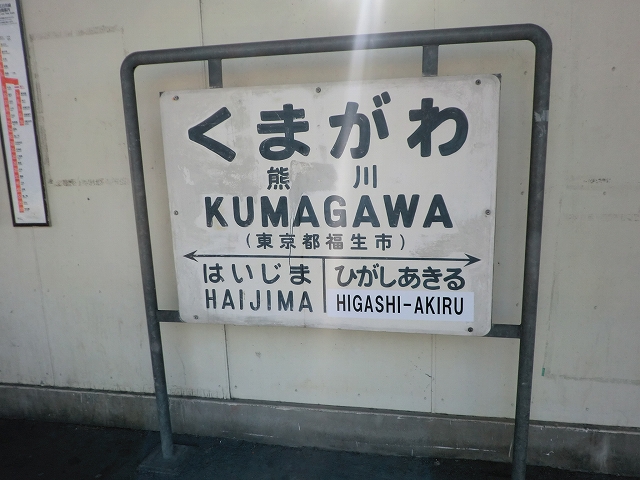 くまがわ
熊 川
KUMAGAWA
(東京都福生市)
はいじま ひがしあきる
HAIJIMA HIGASHI-AKIRU